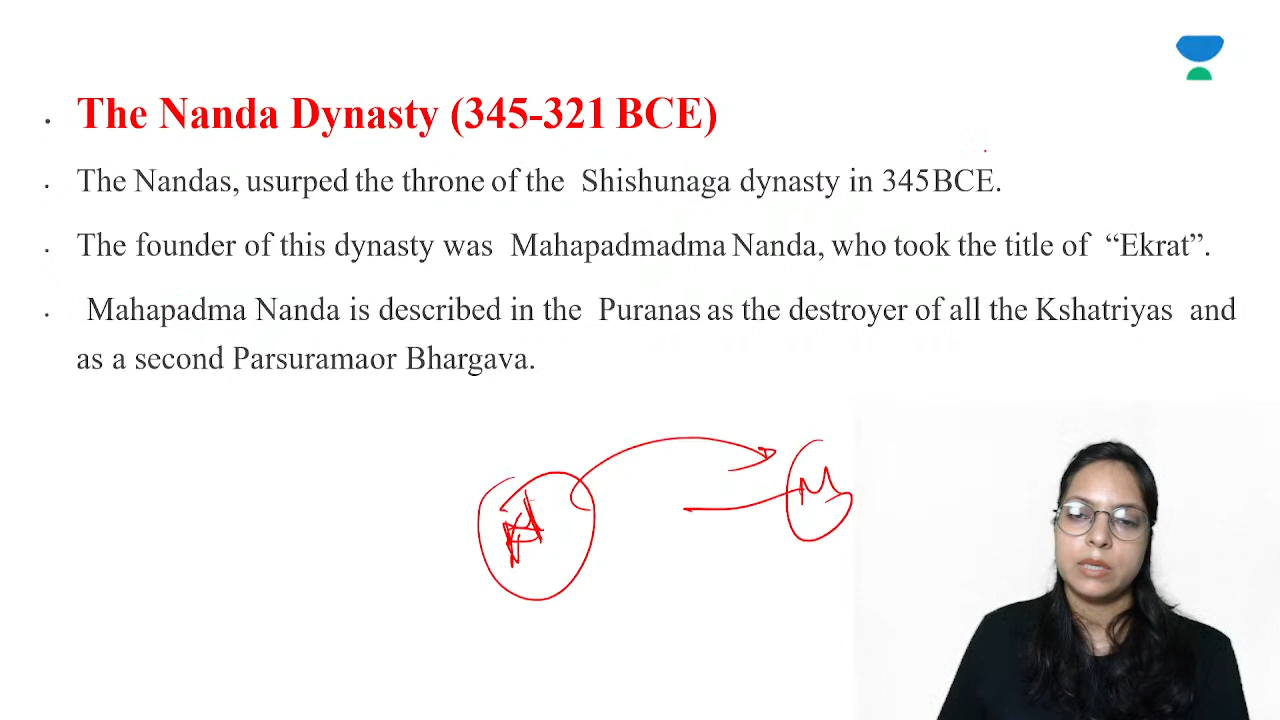 The Nanda Dynasty (345-321 BCE)
The Nandas, usurped the throne of the Shishunaga dynasty in 345BCE.
The founder of this dynasty was Mahapadmadma Nanda, who took the title of “Ekrat”.
Mahapadma Nanda is described in the Puranas as the destroyer of all the Kshatriyas and
as a second Parsuramaor Bhargava.
M